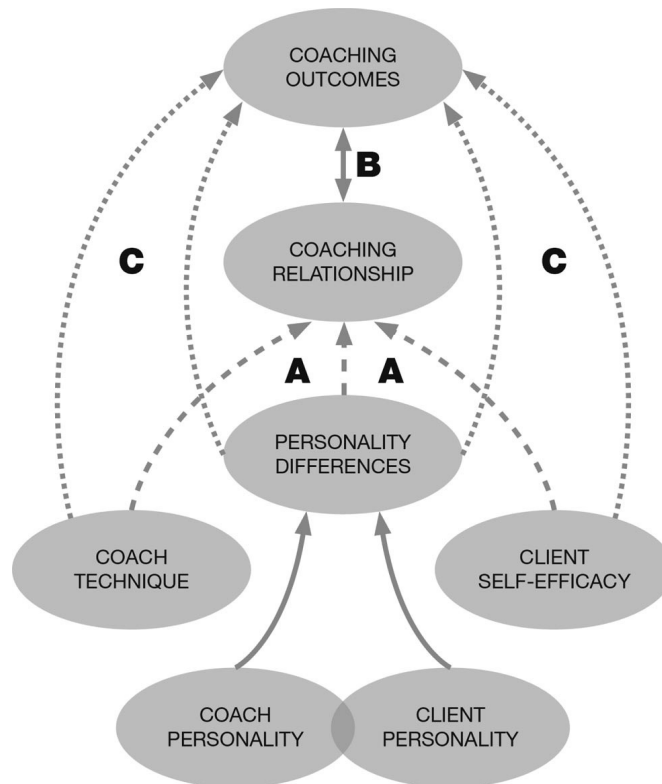 COACHING
OUTCOMES
B
COACHING
RELATIONSHIP
C
C
A
A
PERSONALITY
DIFFERENCES
COACH
TECHNIQUE
CLIENT
SELF-EFFICACY
COACH
PERSONALITY
CLIENT
PERSONALITY